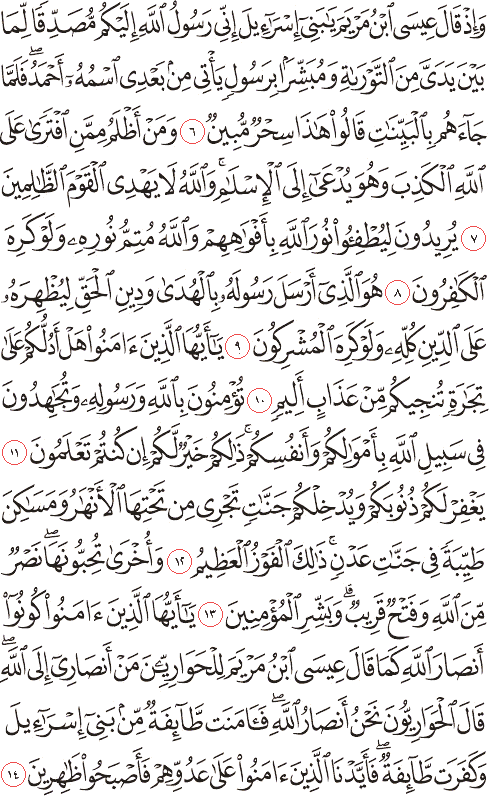 وَإِذْ قَالَ عِيسَى ٱبْنُ مَرْيَمَ يَٰبَنِىٓ إِسْرَٰٓءِيلَ إِنِّى رَسُولُ ٱللَّهِ إِلَيْكُم مُّصَدِّقًا لِّمَا
بَيْنَ يَدَىَّ مِنَ ٱلتَّوْرَىٰةِ وَمُبَشِّرًۢا بِرَسُولٍ يَأْتِى مِنۢ بَعْدِى ٱسْمُهُۥٓ أَحْمَدُ ۖ فَلَمَّا
جَآءَهُم بِٱلْبَيِّنَٰتِ قَالُوا۟ هَٰذَا سِحْرٌ مُّبِينٌ ٦ وَمَنْ أَظْلَمُ مِمَّنِ ٱفْتَرَىٰ عَلَى
ٱللَّهِ ٱلْكَذِبَ وَهُوَ يُدْعَىٰٓ إِلَى ٱلْإِسْلَٰمِ ۚ وَٱللَّهُ لَا يَهْدِى ٱلْقَوْمَ ٱلظَّٰلِمِينَ
٧ يُرِيدُونَ لِيُطْفِـُٔوا۟ نُورَ ٱللَّهِ بِأَفْوَٰهِهِمْ وَٱللَّهُ مُتِمُّ نُورِهِۦ وَلَوْ كَرِهَ
ٱلْكَٰفِرُونَ ٨ هُوَ ٱلَّذِىٓ أَرْسَلَ رَسُولَهُۥ بِٱلْهُدَىٰ وَدِينِ ٱلْحَقِّ لِيُظْهِرَهُۥ
عَلَى ٱلدِّينِ كُلِّهِۦ وَلَوْ كَرِهَ ٱلْمُشْرِكُونَ ٩ يَٰٓأَيُّهَا ٱلَّذِينَ ءَامَنُوا۟ هَلْ أَدُلُّكُمْ عَلَىٰ
تِجَٰرَةٍ تُنجِيكُم مِّنْ عَذَابٍ أَلِيمٍ ١٠ تُؤْمِنُونَ بِٱللَّهِ وَرَسُولِهِۦ وَتُجَٰهِدُونَ
فِى سَبِيلِ ٱللَّهِ بِأَمْوَٰلِكُمْ وَأَنفُسِكُمْ ۚ ذَٰلِكُمْ خَيْرٌ لَّكُمْ إِن كُنتُمْ تَعْلَمُونَ ١١
يَغْفِرْ لَكُمْ ذُنُوبَكُمْ وَيُدْخِلْكُمْ جَنَّٰتٍ تَجْرِى مِن تَحْتِهَا ٱلْأَنْهَٰرُ وَمَسَٰكِنَ
طَيِّبَةً فِى جَنَّٰتِ عَدْنٍ ۚ ذَٰلِكَ ٱلْفَوْزُ ٱلْعَظِيمُ ١٢ وَأُخْرَىٰ تُحِبُّونَهَا ۖ نَصْرٌ
مِّنَ ٱللَّهِ وَفَتْحٌ قَرِيبٌ ۗ وَبَشِّرِ ٱلْمُؤْمِنِينَ ١٣ يَٰٓأَيُّهَا ٱلَّذِينَ ءَامَنُوا۟ كُونُوٓا۟
أَنصَارَ ٱللَّهِ كَمَا قَالَ عِيسَى ٱبْنُ مَرْيَمَ لِلْحَوَارِيِّـۧنَ مَنْ أَنصَارِىٓ إِلَى ٱللَّهِ ۖ
قَالَ ٱلْحَوَارِيُّونَ نَحْنُ أَنصَارُ ٱللَّهِ ۖ فَـَٔامَنَت طَّآئِفَةٌ مِّنۢ بَنِىٓ إِسْرَٰٓءِيلَ
وَكَفَرَت طَّآئِفَةٌ ۖ فَأَيَّدْنَا ٱلَّذِينَ ءَامَنُوا۟ عَلَىٰ عَدُوِّهِمْ فَأَصْبَحُوا۟ ظَٰهِرِينَ ١٤